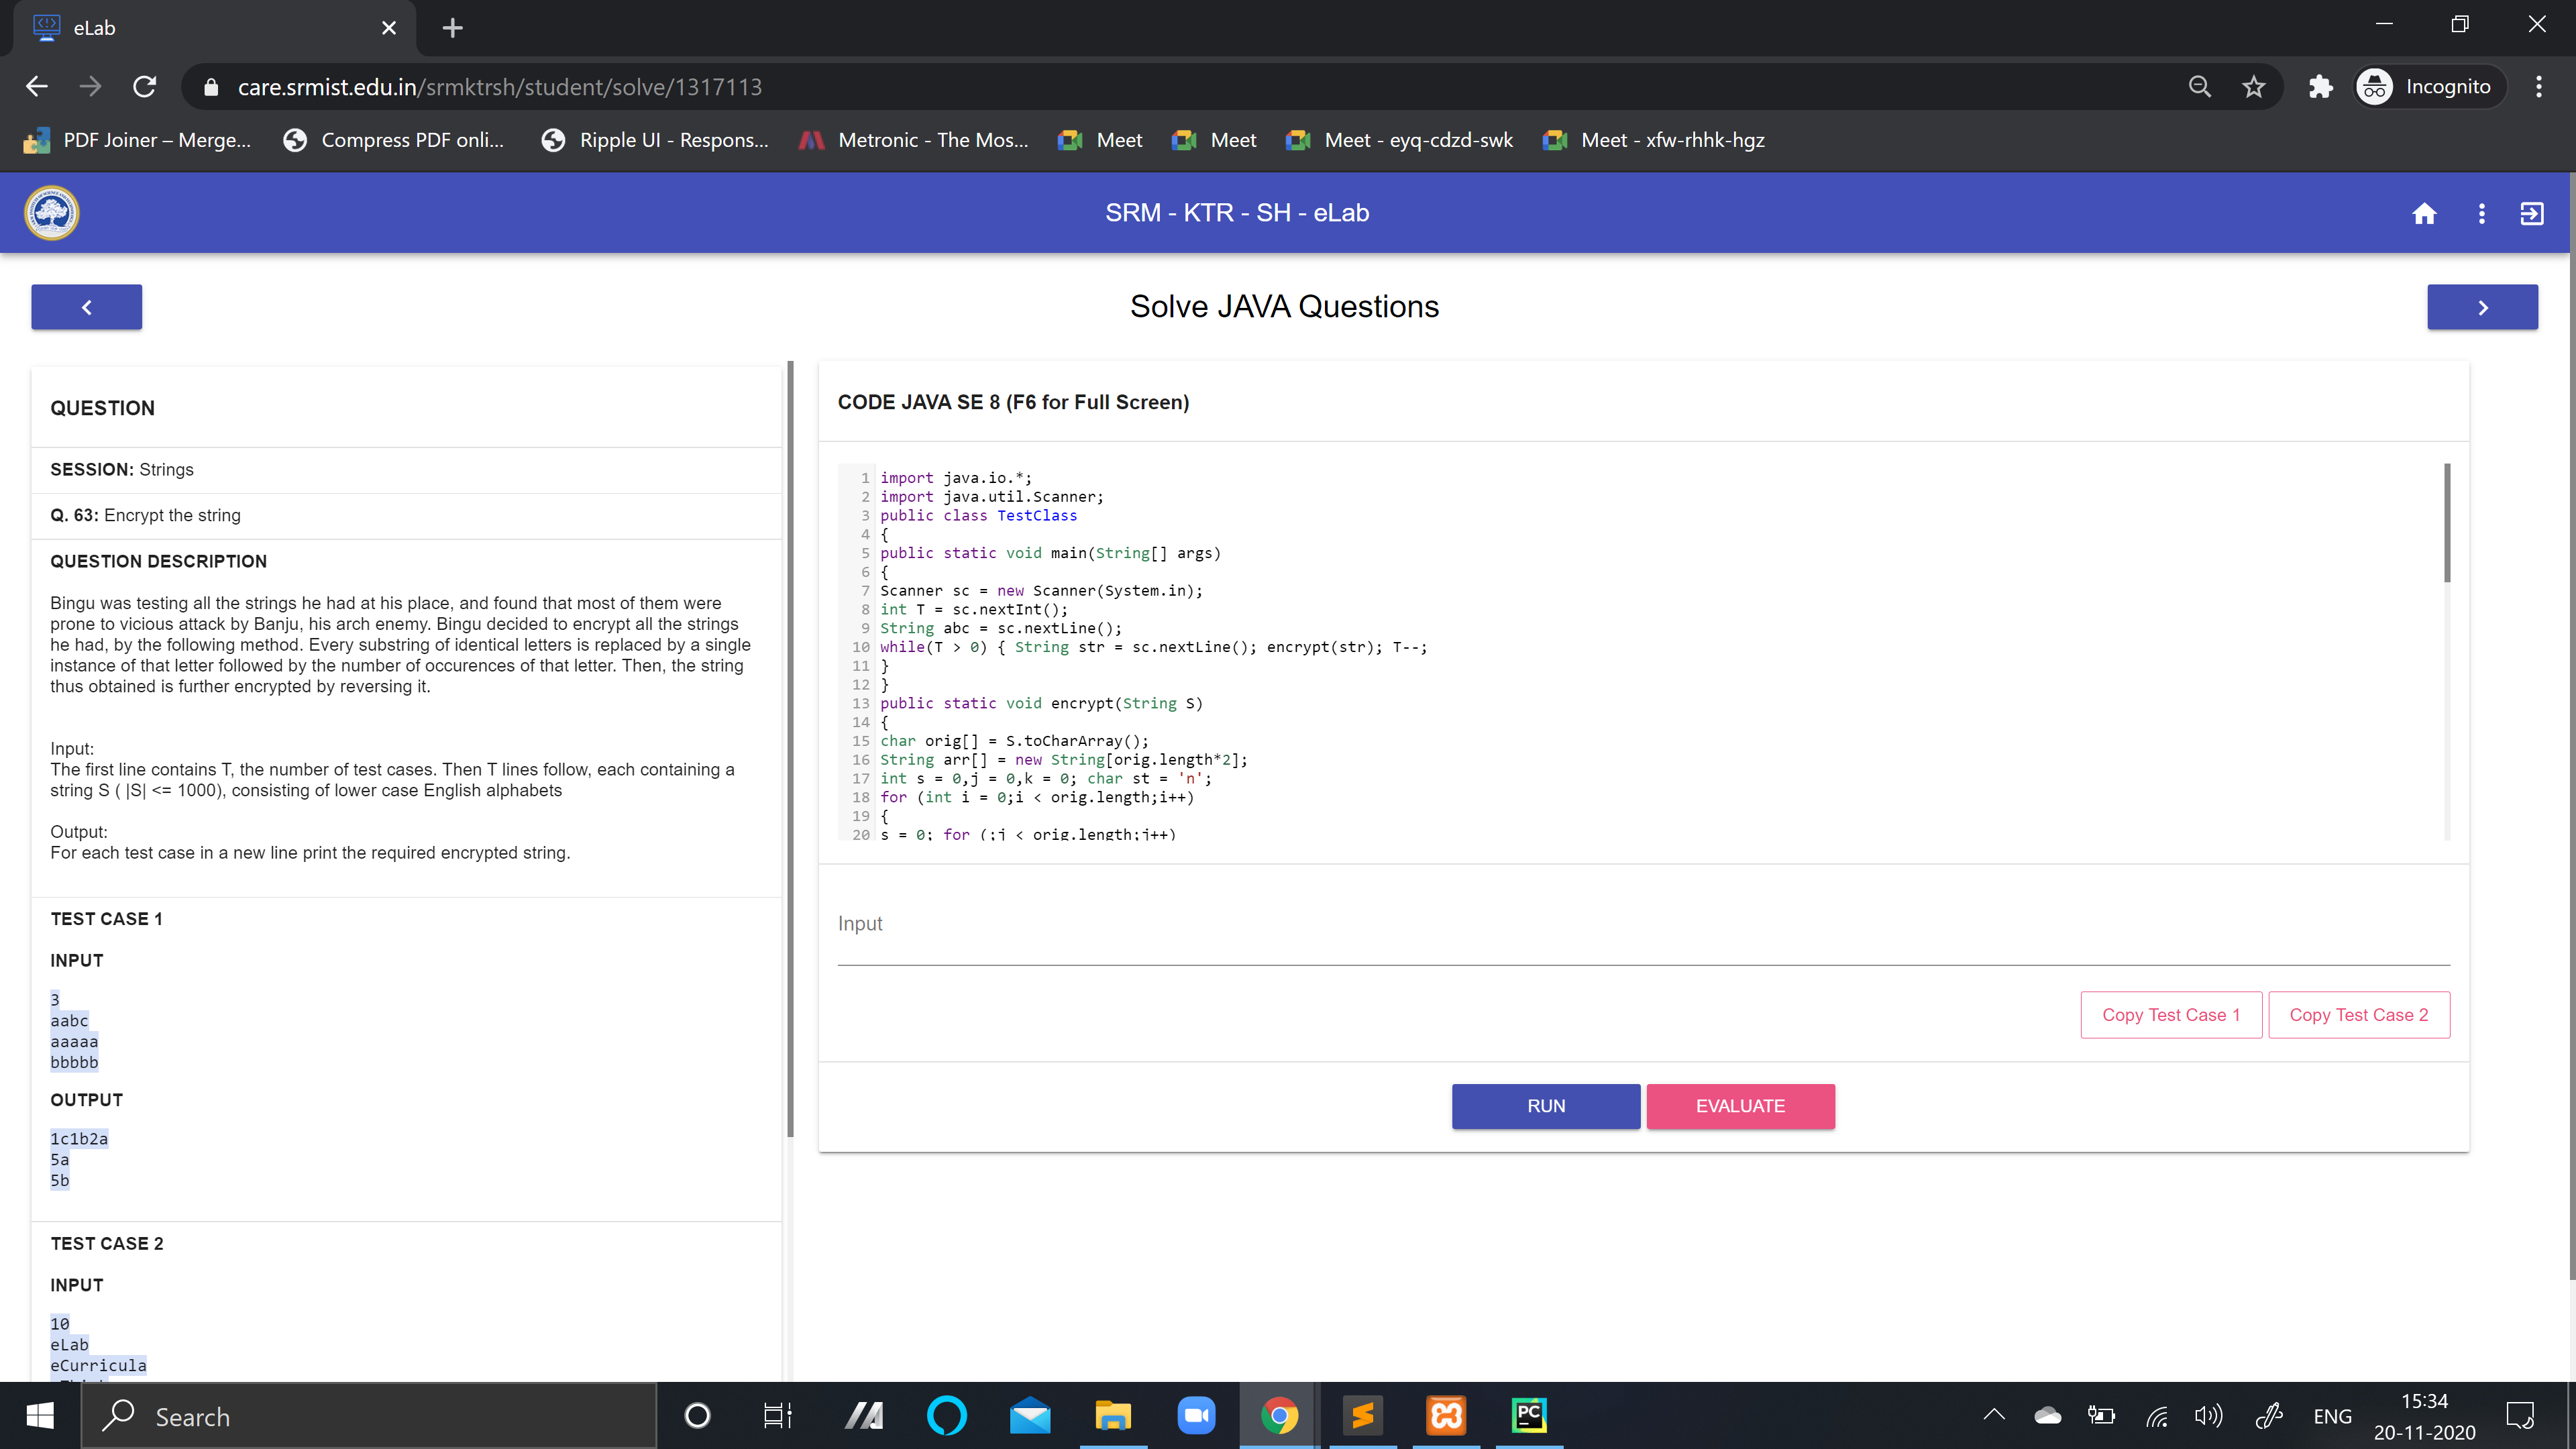 eLab
care.srmist.edu.in/srmktrsh/student/solve/1317113
Incognito
PDF Joiner – Merge...
Compress PDF onli...
Ripple UI - Respons...
Metronic - The Mos...
Meet
Meet
Meet - eyq-cdzd-swk
Meet - xfw-rhhk-hgz
SRM - KTR - SH - eLab
Solve JAVA Questions
QUESTION
SESSION: Strings
Q. 63: Encrypt the string
QUESTION DESCRIPTION
Bingu was testing all the strings he had at his place, and found that most of them were
prone to vicious attack by Banju, his arch enemy. Bingu decided to encrypt all the strings
he had, by the following method. Every substring of identical letters is replaced by a single
instance of that letter followed by the number of occurences of that letter. Then, the string
thus obtained is further encrypted by reversing it.
Input:
The first line contains T, the number of test cases. Then T lines follow, each containing a
string S ( |S| <= 1000), consisting of lower case English alphabets
Output:
For each test case in a new line print the required encrypted string.
TEST CASE 1
INPUT
3
aabc
aaaaa
bbbbb
OUTPUT
1c1b2a
5a
5b
TEST CASE 2
INPUT
10
eLab
eCurricula
CODE JAVA SE 8 (F6 for Full Screen)
1 import java.io.*;
2 import java.util.Scanner;
3 public class TestClass
4 {
5 public static void main(String[] args)
6 {
7 Scanner sc = new Scanner(System.in);
8 int T = sc.nextInt();
9 String abc = sc.nextLine();
10 while(T > 0) { String str = sc.nextLine(); encrypt(str); T--;
11 }
12 }
13 public static void encrypt(String S)
14 {
15 char orig[] = S.toCharArray();
16 String arr[] = new String[orig.length*2];
17 int s = 0,j = 0,k = 0; char st = 'n';
18 for (int i = 0;i < orig.length;i++)
19 {
20 s = 0; for (;j < orig.length;j++)
Input
Copy Test Case 1
Copy Test Case 2
RUN
EVALUATE
Search
PC
ENG
15:34
20-11-2020